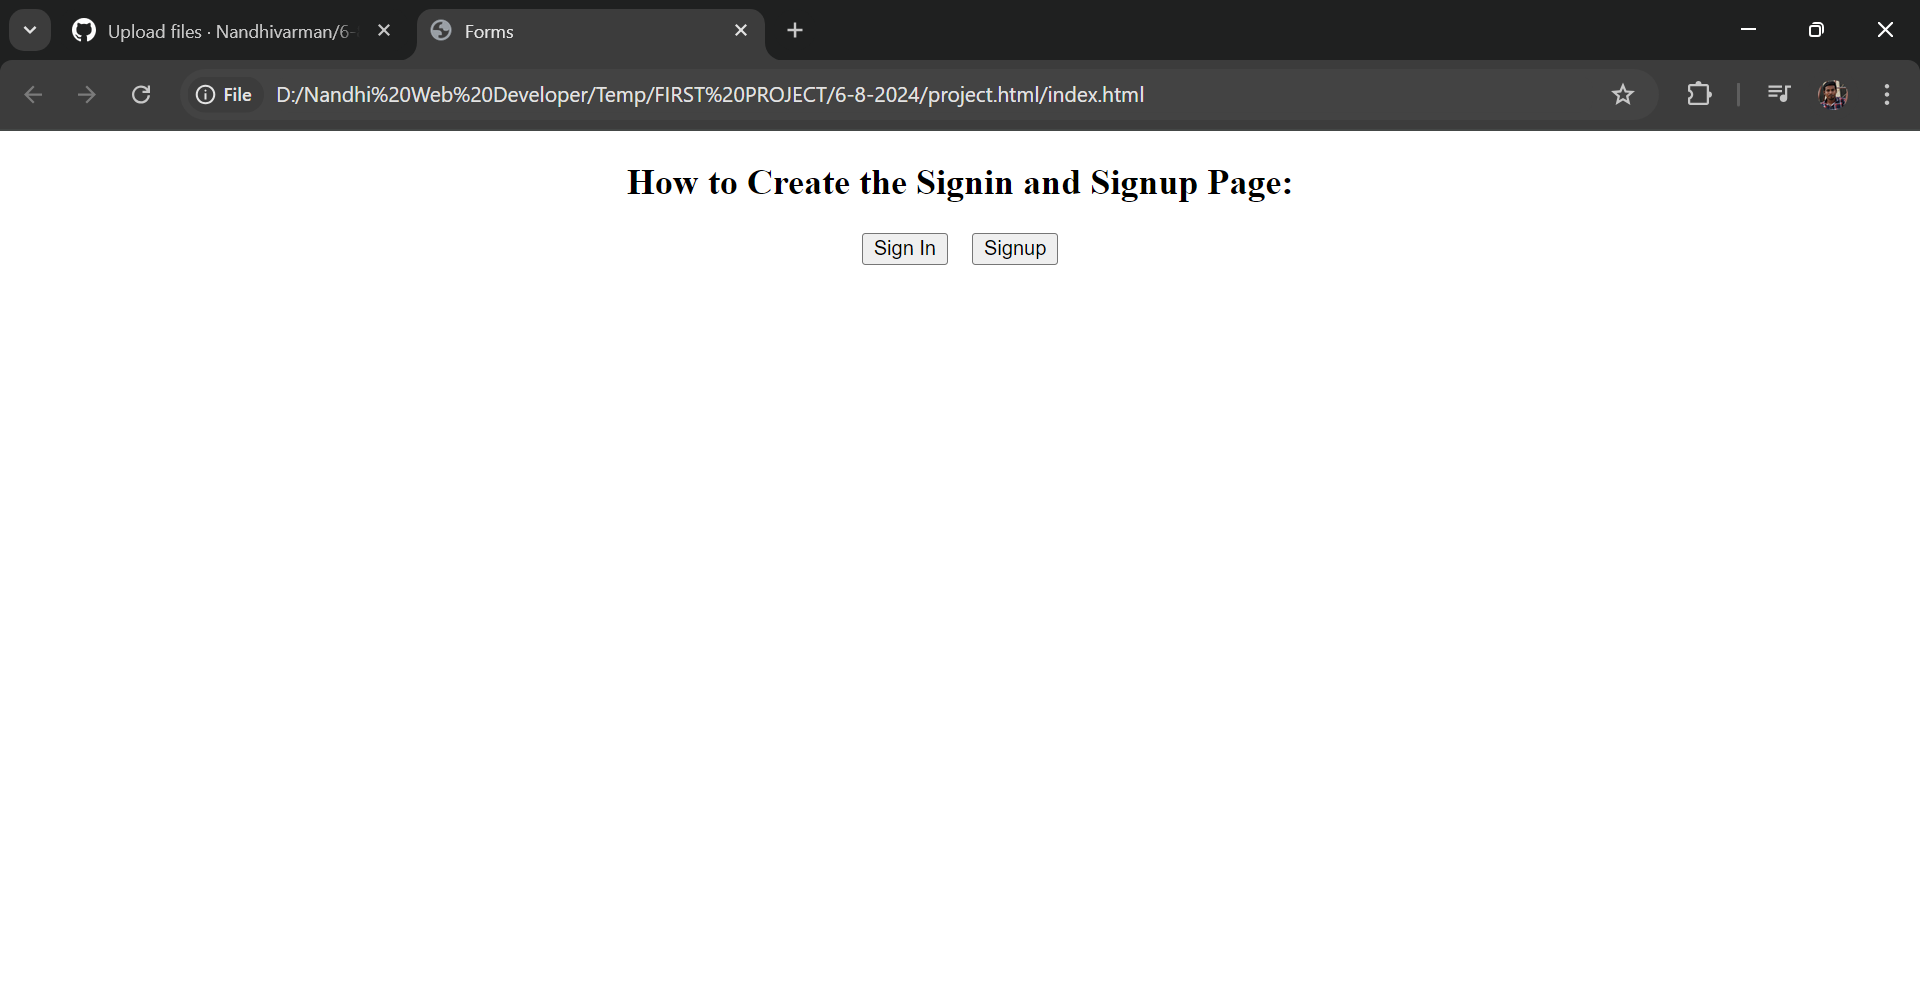 Upload files · Nandhivarman/6-
Forms
File
D:/Nandhi%20Web%20Developer/Temp/FIRST%20PROJECT/6-8-2024/project.html/index.html
How to Create the Signin and Signup Page:
Sign In Signup